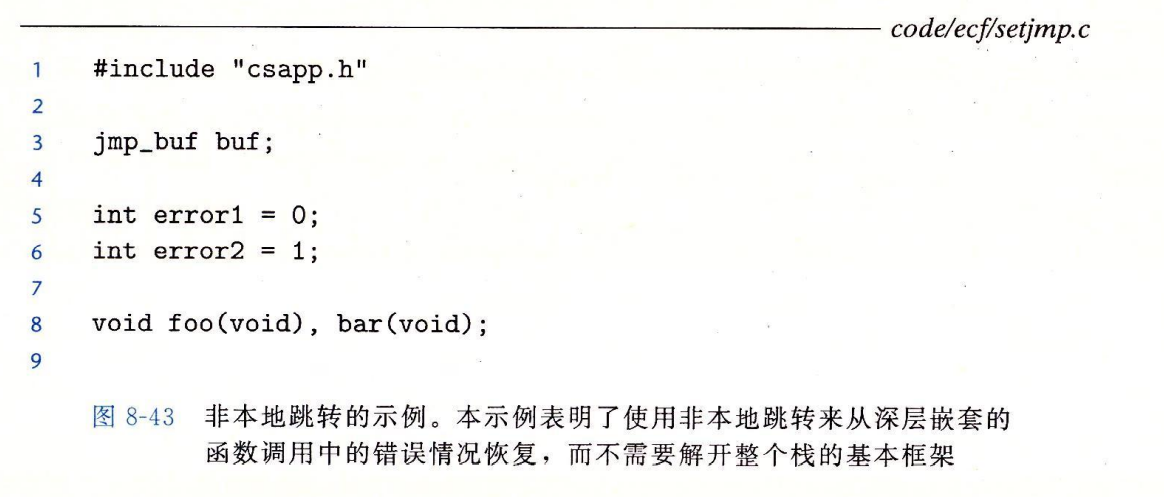 code/ecf/setjmp.c
1 #include "csapp.h"
2
3 jmp_buf buf;
4
5 int error1 = 0;
6 int error2 = 1;
7
8 void foo(void), bar(void);
9
图 8-43 非本地跳转的示例。本示例表明了使用非本地跳转来从深层嵌套的
函数调用中的错误情况恢复，而不需要解开整个栈的基本框架